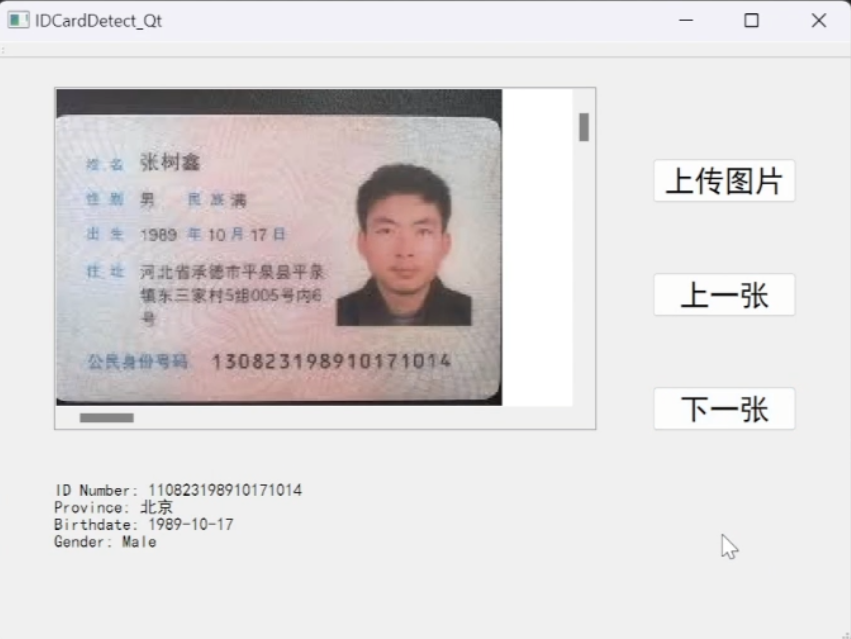 IDCardDetect_Qt
姓名 张树鑫
性别 男 民族 满
出生 1989 年 10 月 17 日
住址 河北省承德市平泉县平泉
镇东三家村5组005号内6
号
公民身份号码 130823198910171014
上传图片
上一张
下一张
ID Number: 110823198910171014
Province: 北京
Birthdate: 1989-10-17
Gender: Male